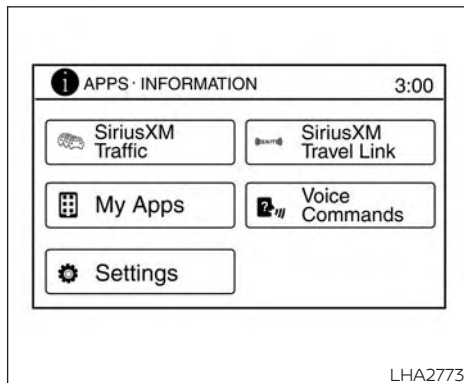 i APPS · INFORMATION 3:00
SiriusXM
Traffic
SiriusXM
Travel Link
My Apps
Voice
Commands
Settings
LHA2773